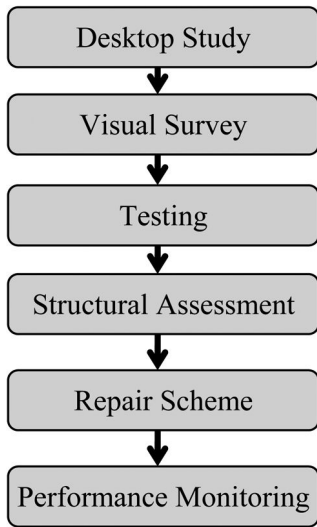 Desktop Study
Visual Survey
Testing
Structural Assessment
Repair Scheme
Performance Monitoring